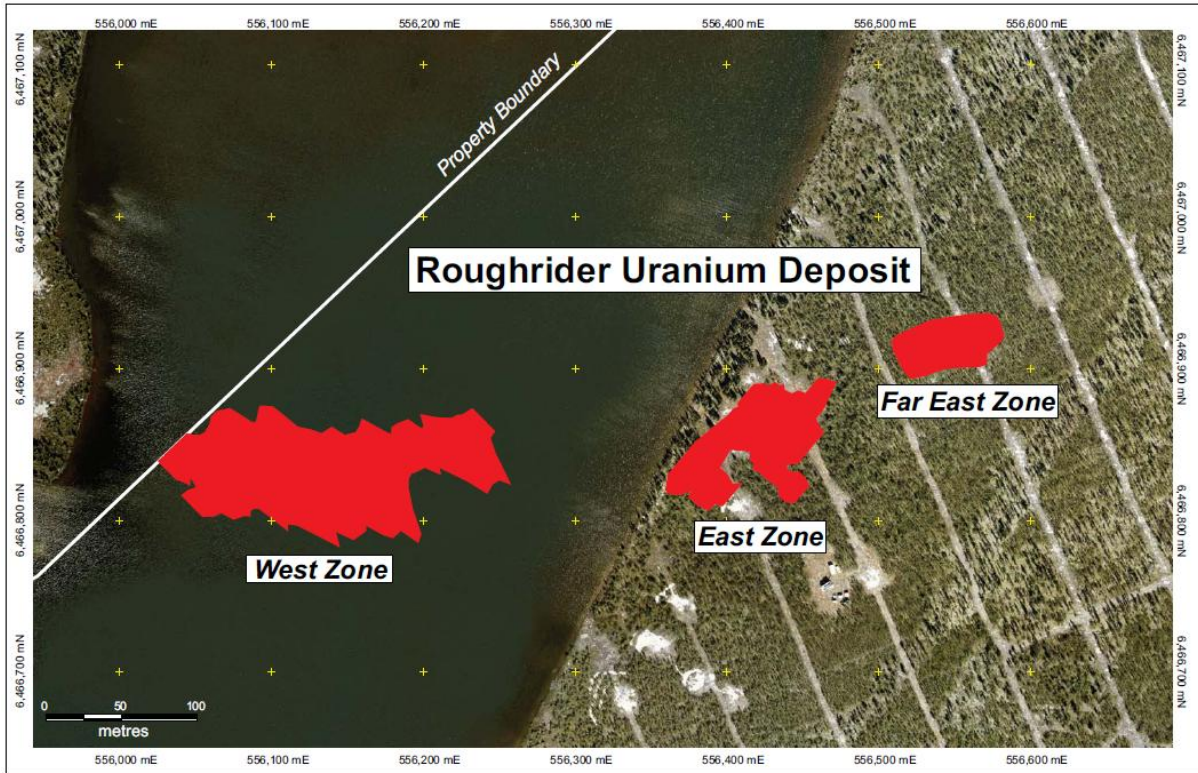 556,000 mE 556,100 mE 556,200 mE 556,300 mE 556,400 mE 556,500 mE 556,600 mE
6,467,100 mN
6,467,100 mN
Property Boundary
6,467,000 mN
6,467,000 mN
Roughrider Uranium Deposit
6,466,900 mN
6,466,900 mN
Far East Zone
6,466,800 mN
6,466,800 mN
East Zone
West Zone
6,466,700 mN
6,466,700 mN
0 50 100
metres
556,000 mE 556,100 mE 556,200 mE 556,300 mE 556,400 mE 556,500 mE 556,600 mE